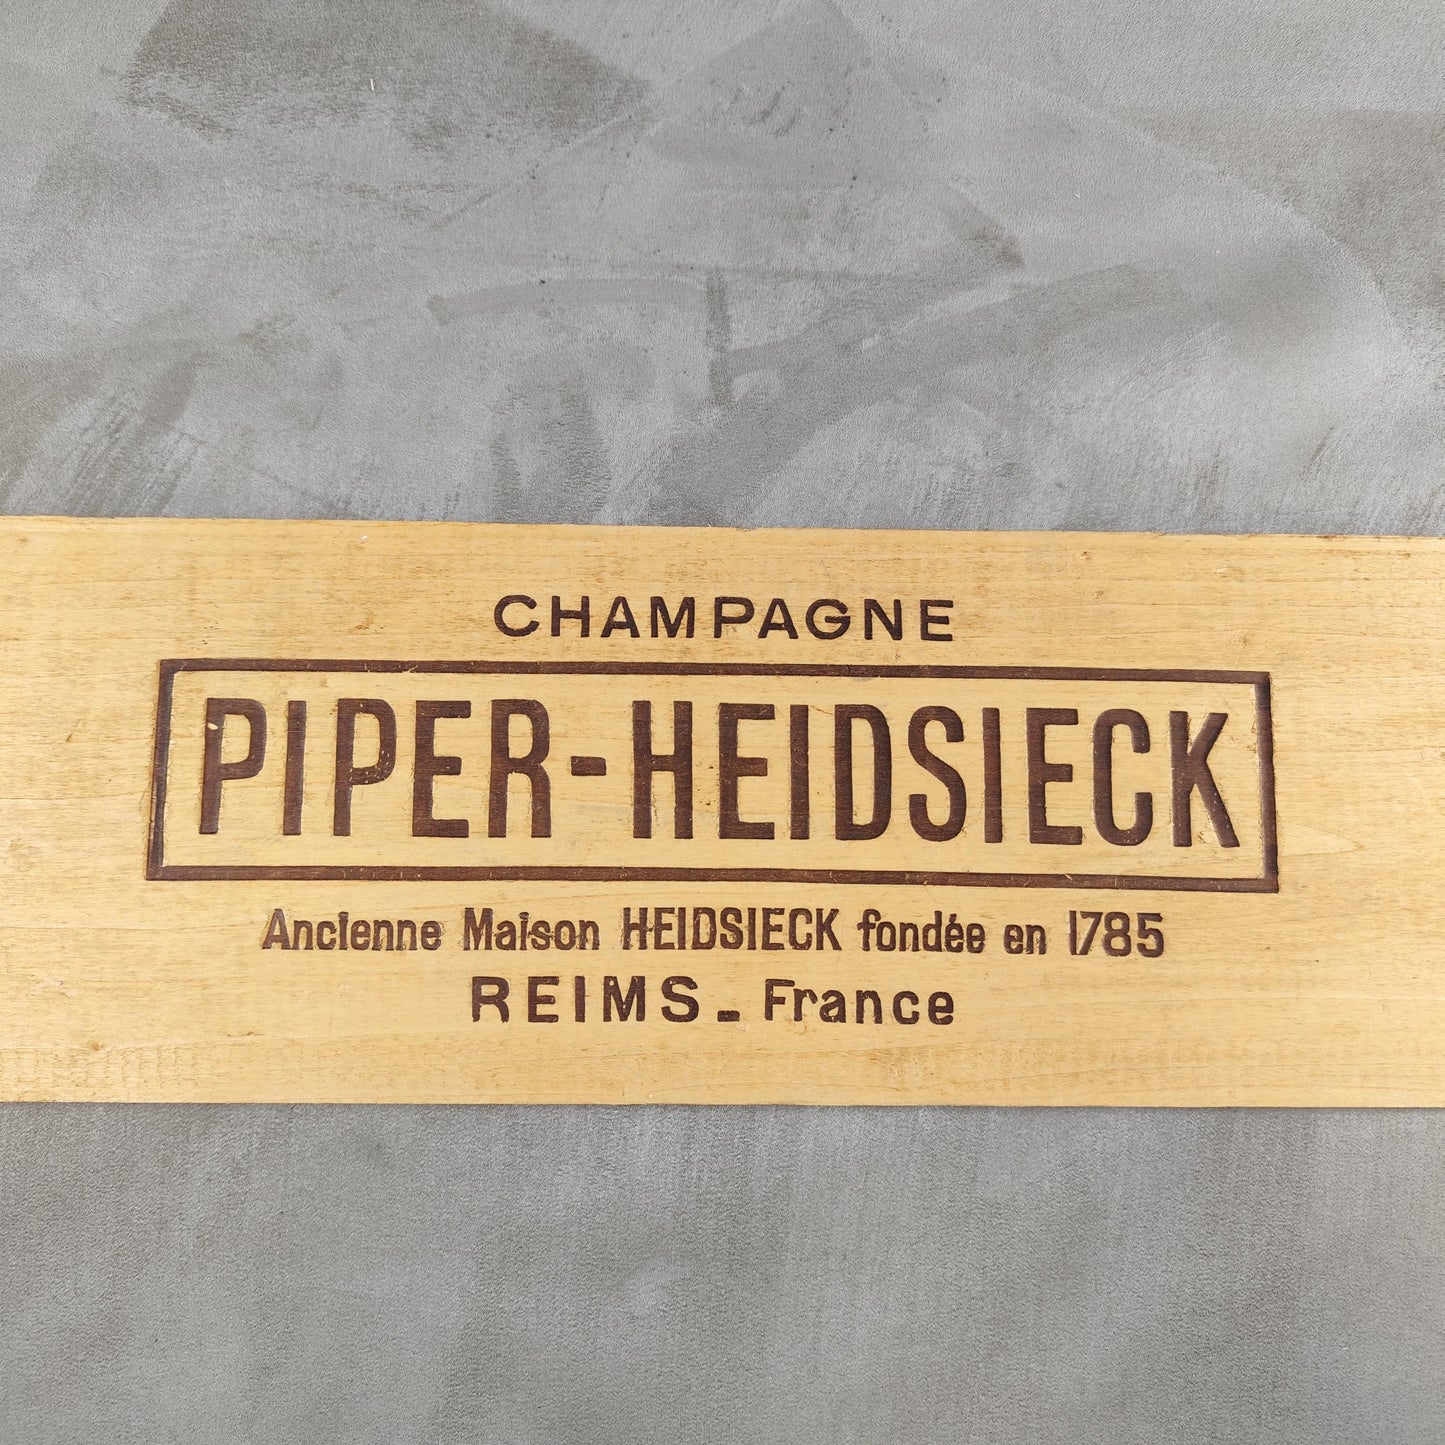 CHAMPAGNE
PIPER-HEIDSIECK
Ancienne Maison HEIDSIECK fondée en 1785
REIMS - France